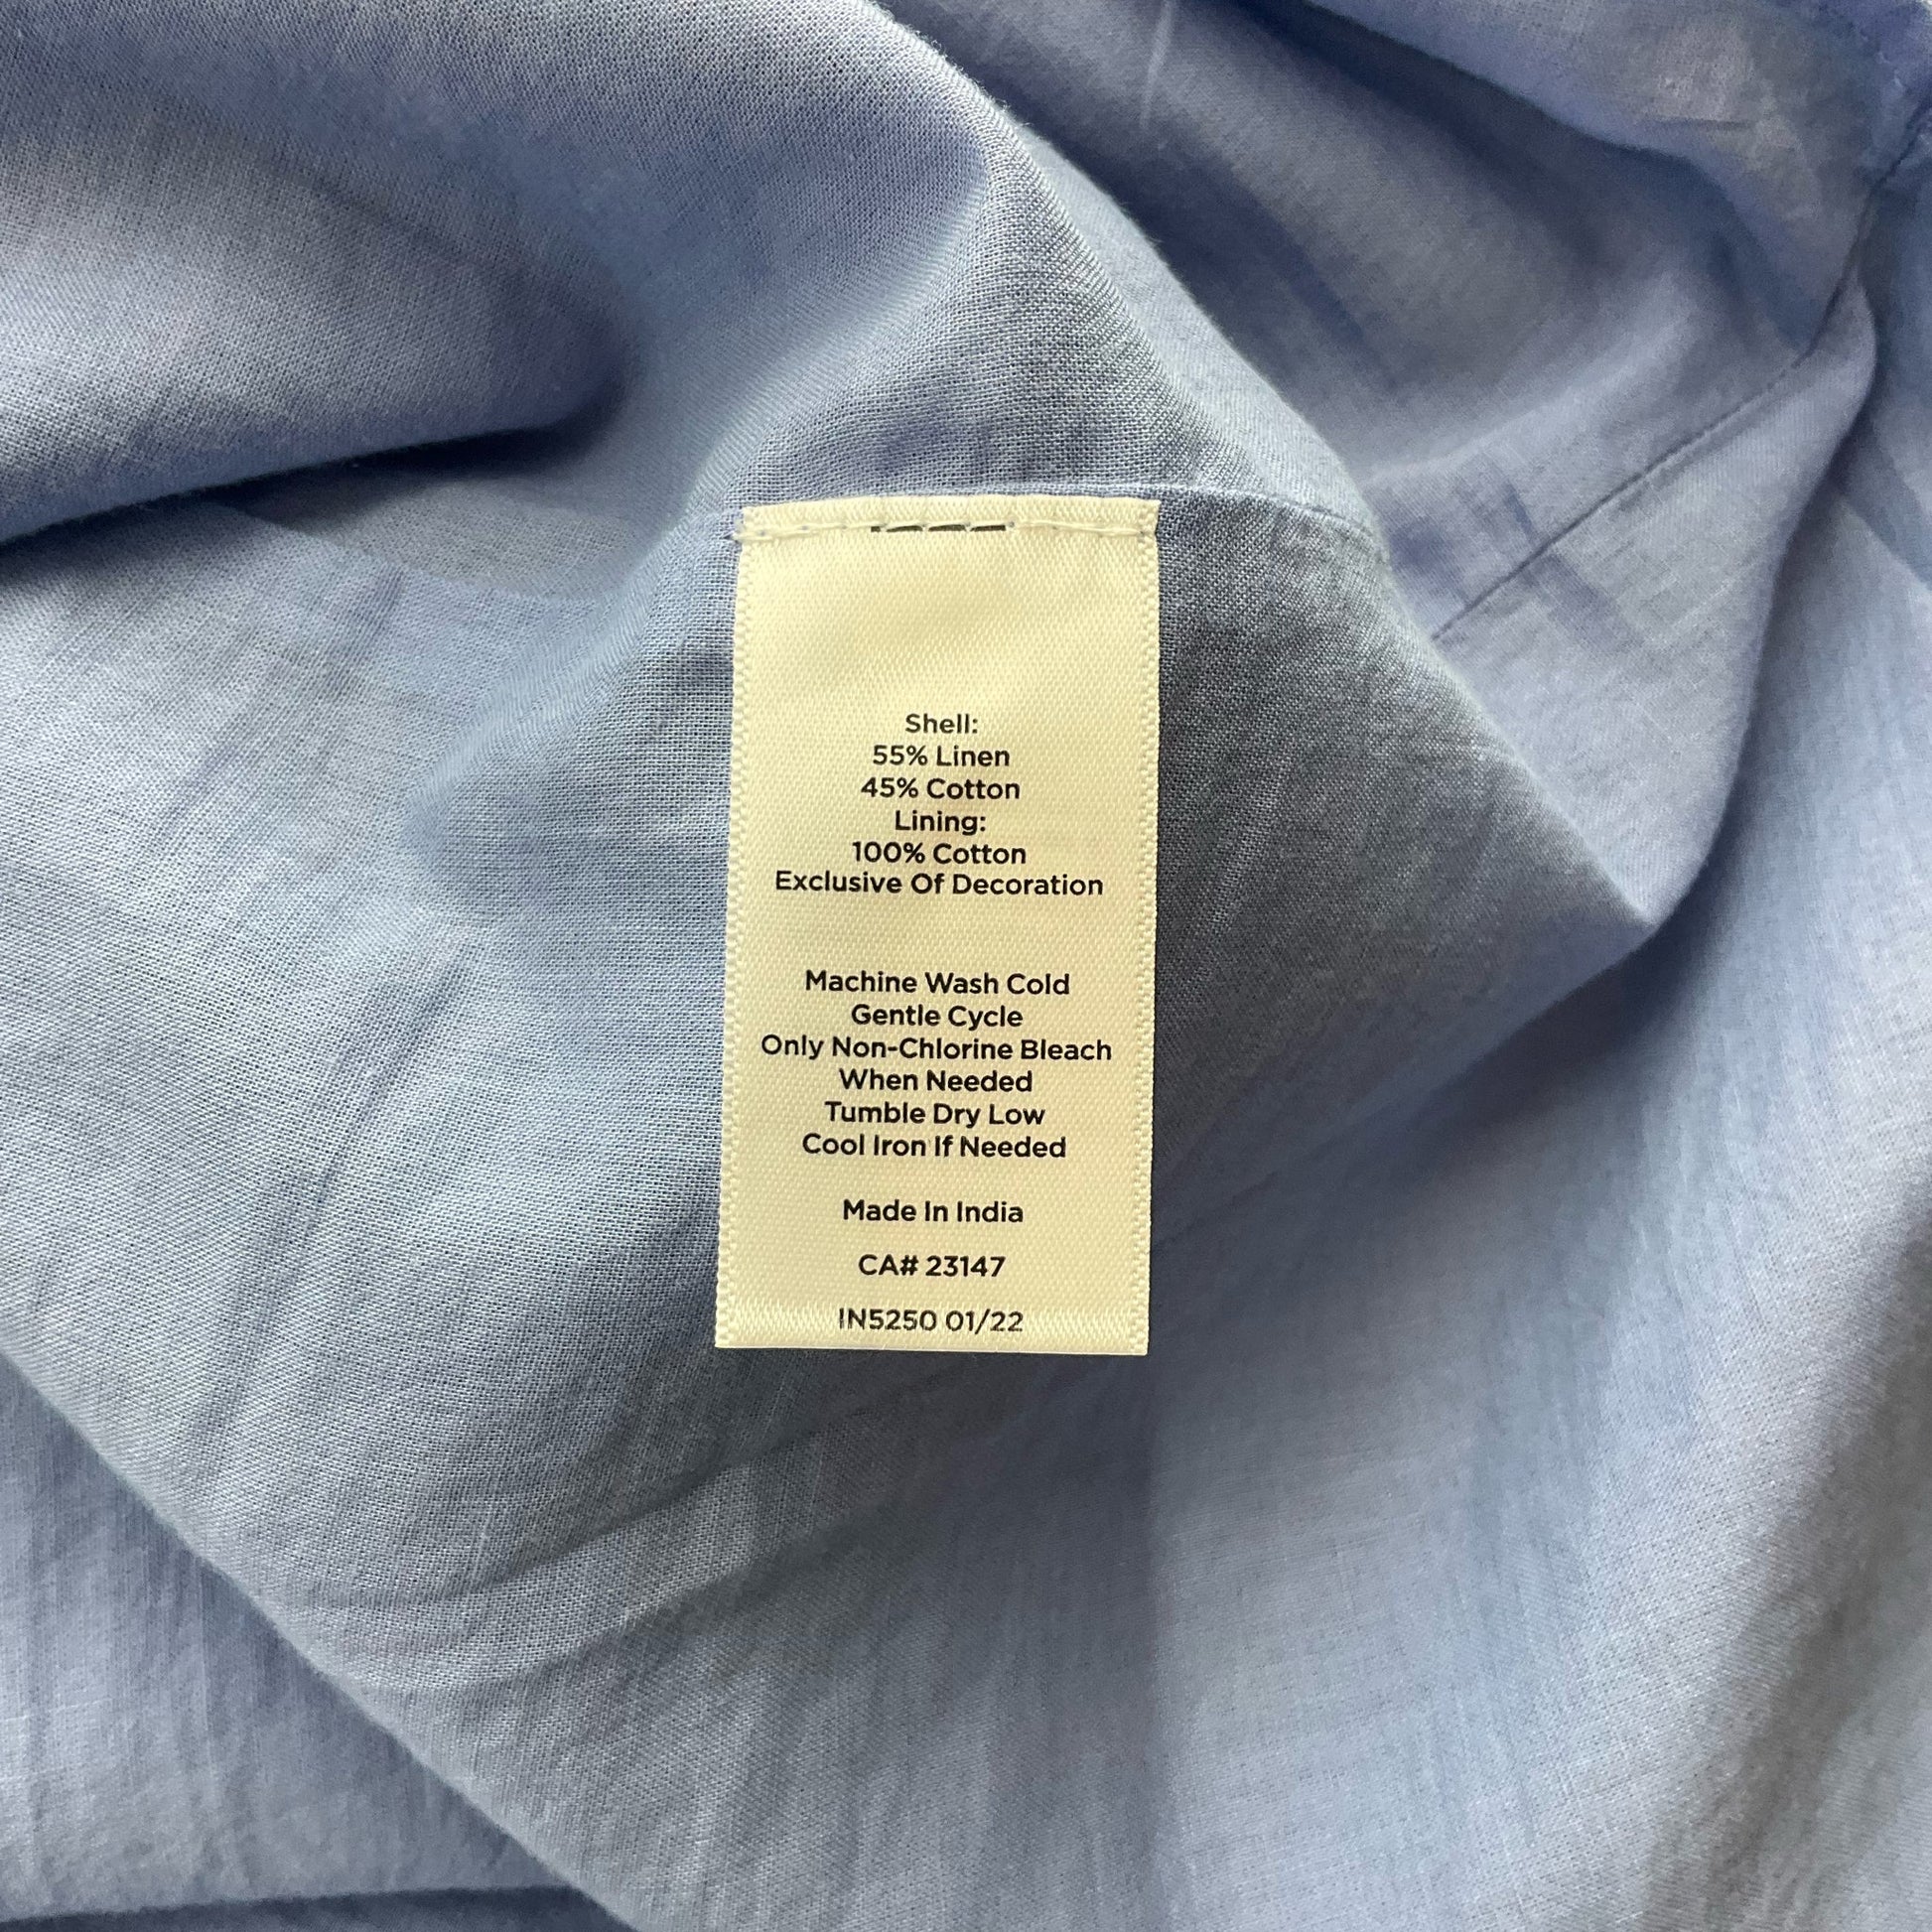 Shell:
55% Linen
45% Cotton
Lining:
100% Cotton
Exclusive Of Decoration
Machine Wash Cold
Gentle Cycle
Only Non-Chlorine Bleach
When Needed
Tumble Dry Low
Cool Iron If Needed
Made In India
CA# 23147
IN5250 01/22